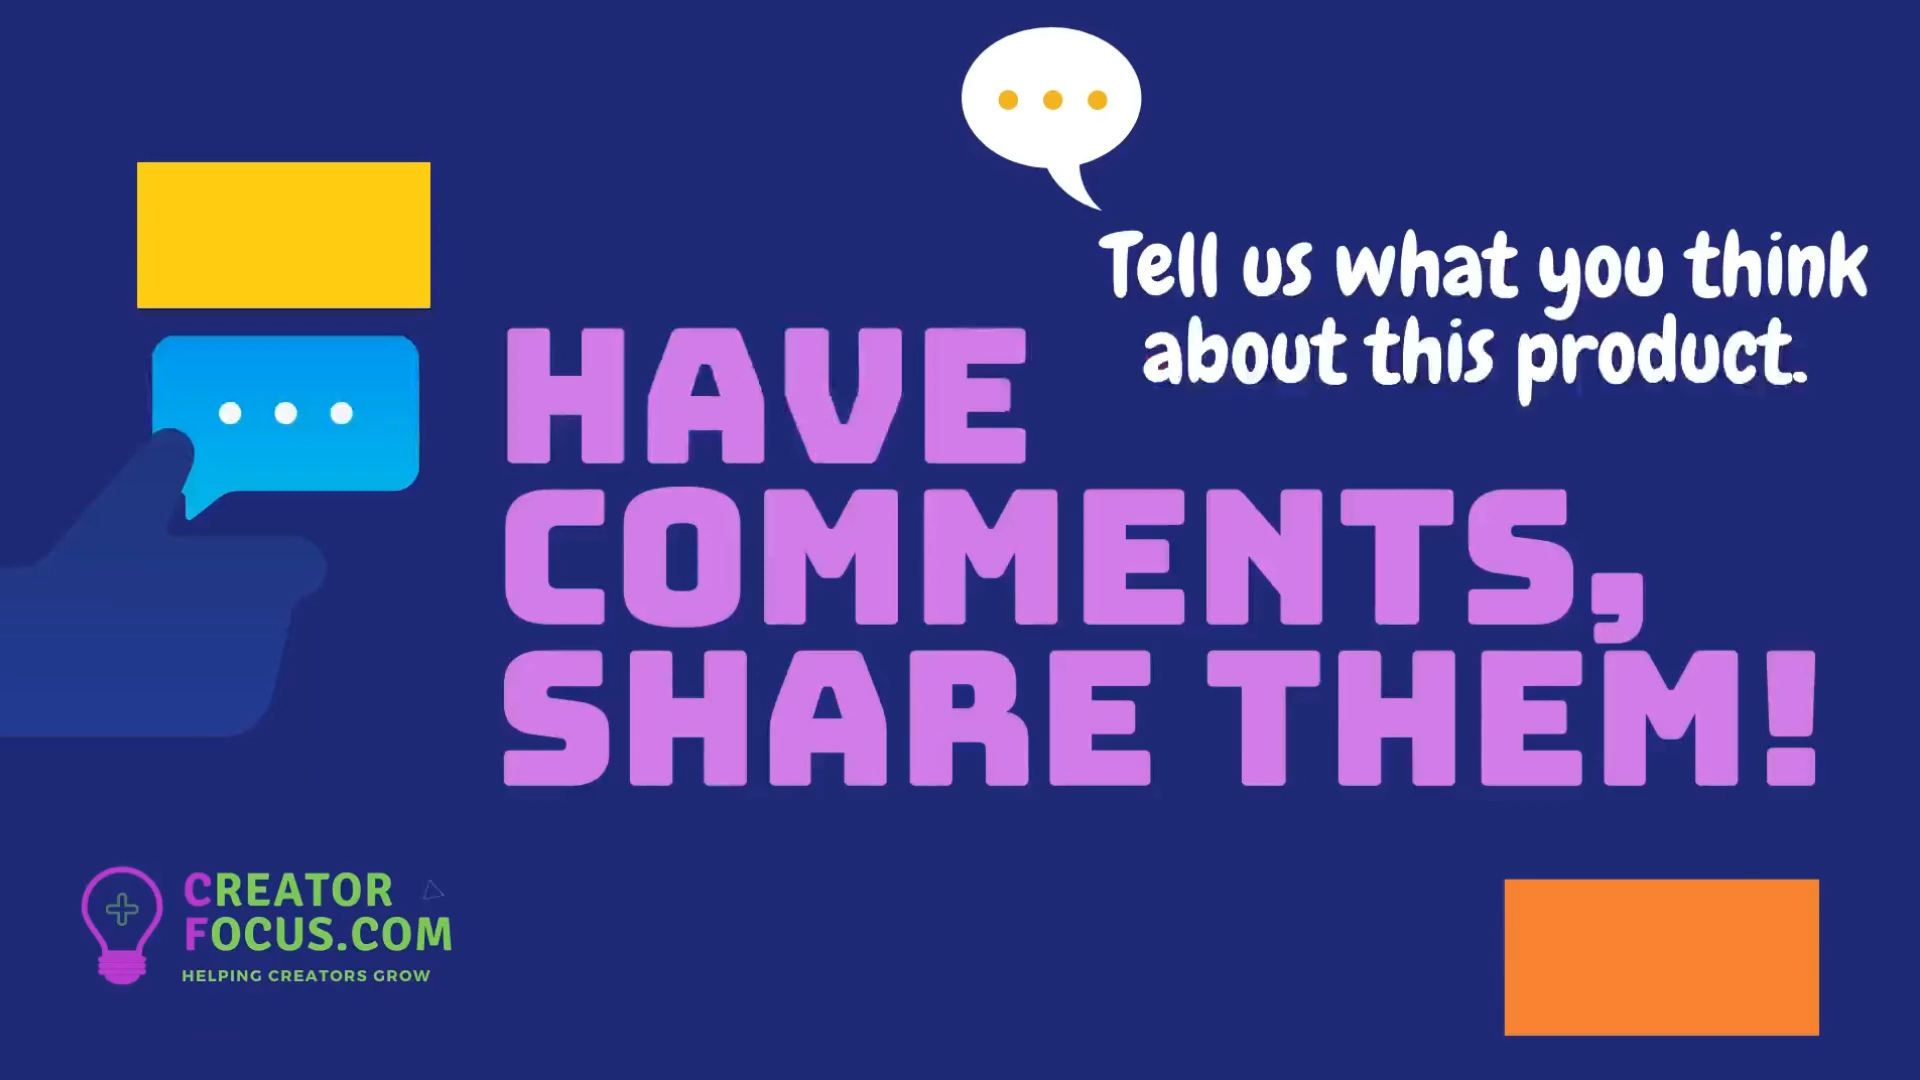 Tell us what you think
about this product.
HAVE
COMMENTS,
SHARE THEM!
CREATOR
FOCUS.COM
HELPING CREATORS GROW